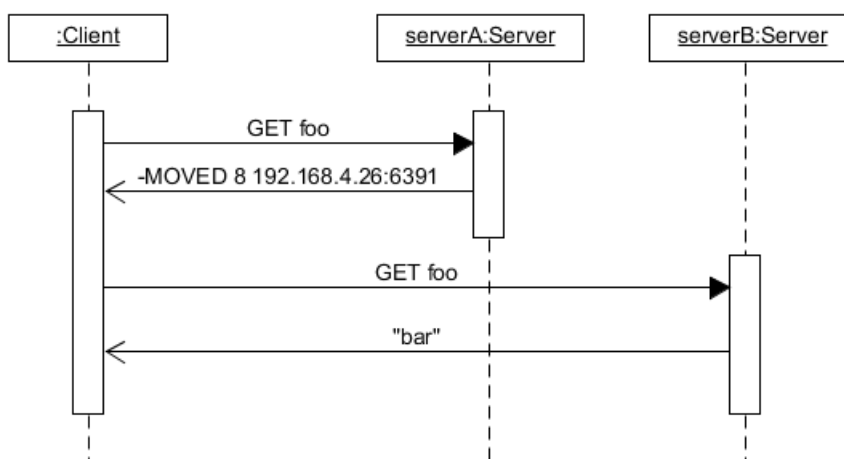 :Client
serverA:Server
serverB:Server
GET foo
-MOVED 8 192.168.4.26:6391
GET foo
"bar"